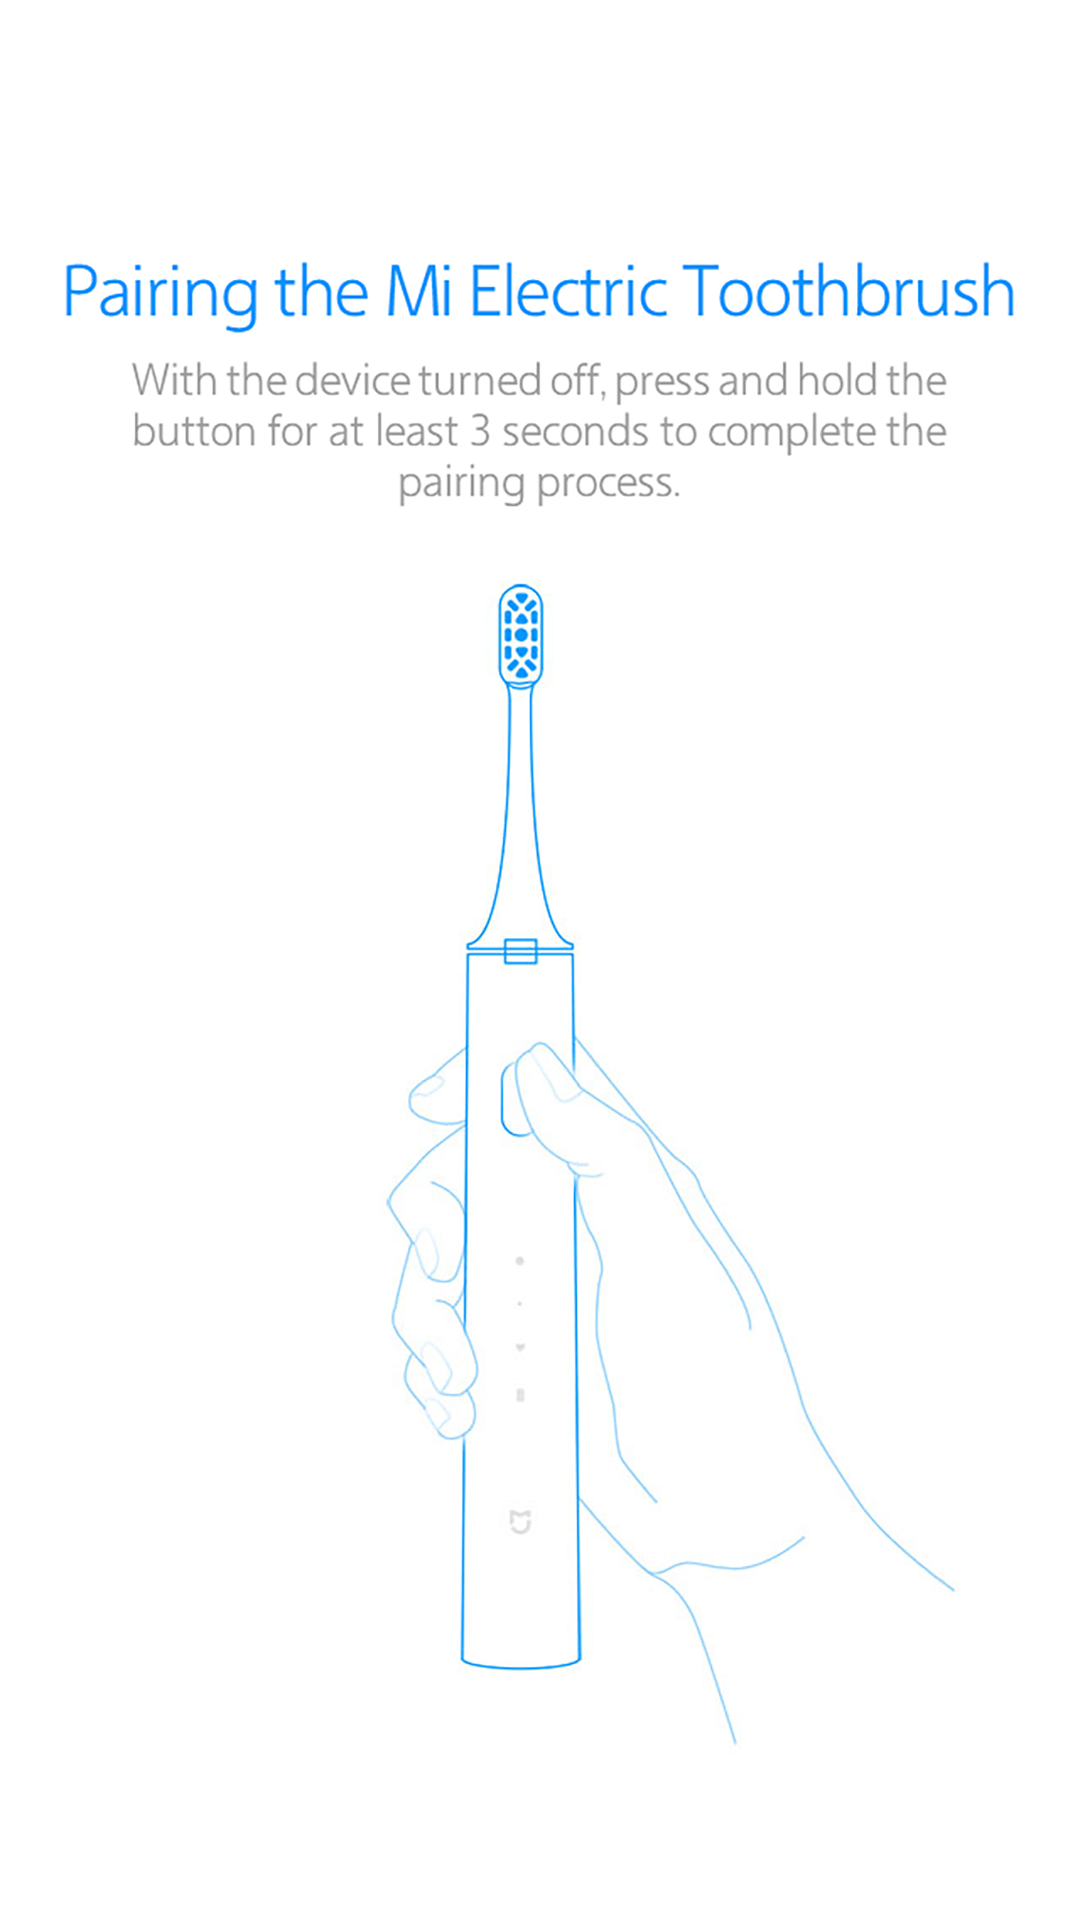 Pairing the Mi Electric Toothbrush
With the device turned off, press and hold the
button for at least 3 seconds to complete the
pairing process.